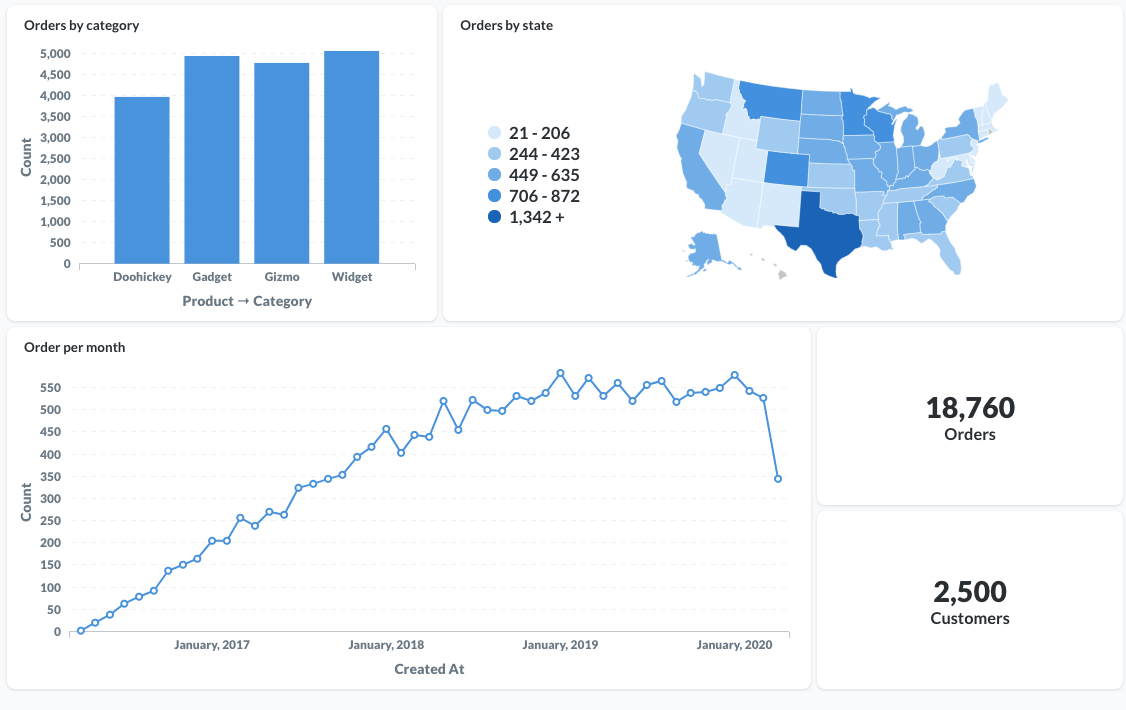 Orders by category
5,000
4,500
4,000
3,500
3,000
2,500
2,000
1,500
1,000
500
0
Count
Doohickey Gadget Gizmo Widget
Product → Category
Orders by state
21 - 206
244 - 423
449 - 635
706 - 872
1,342 +
Order per month
550
500
450
400
350
300
250
200
150
100
50
0
Count
January, 2017 January, 2018 January, 2019 January, 2020
Created At
18,760
Orders
2,500
Customers